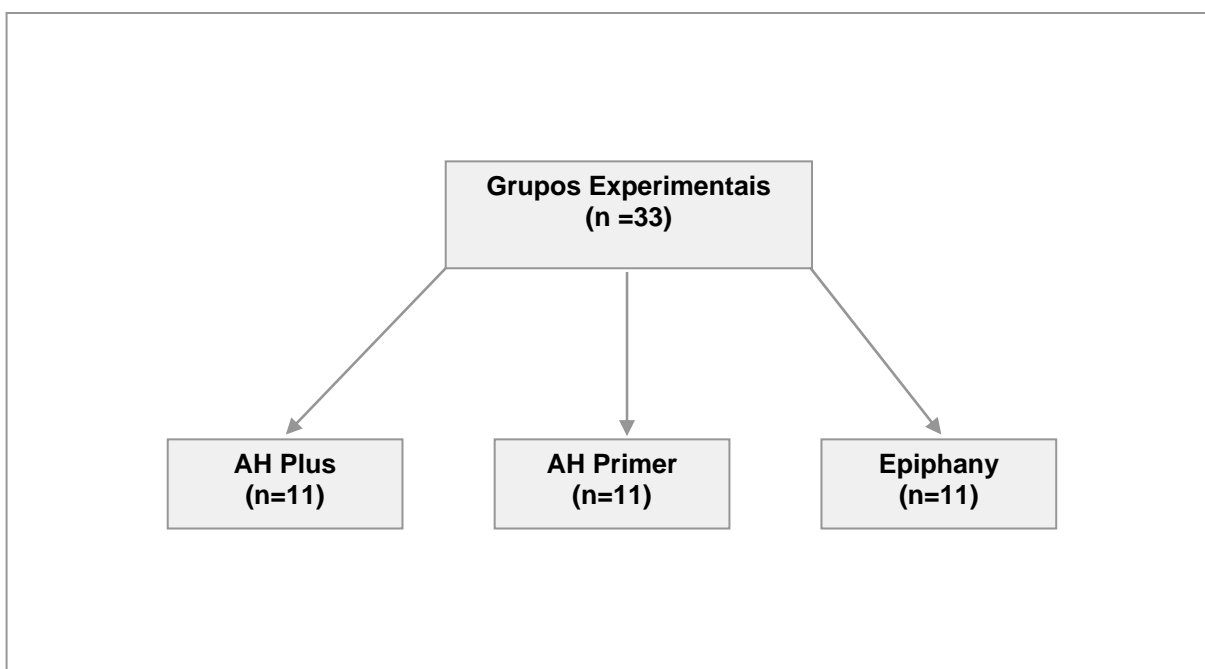 Grupos Experimentais
(n =33)
AH Plus
(n=11)
AH Primer
(n=11)
Epiphany
(n=11)